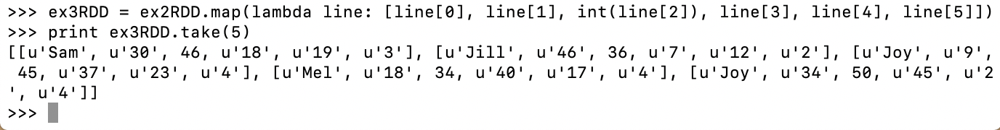 >>> ex3RDD = ex2RDD.map(lambda line: [line[0], line[1], int(line[2]), line[3], line[4], line[5]])
>>> print ex3RDD.take(5)
[[u'Sam', u'30', 46, u'18', u'19', u'3'], [u'Jill', u'46', 36, u'7', u'12', u'2'], [u'Joy', u'9',
 45, u'37', u'23', u'4'], [u'Mel', u'18', 34, u'40', u'17', u'4'], [u'Joy', u'34', 50, u'45', u'2
', u'4']]
>>>